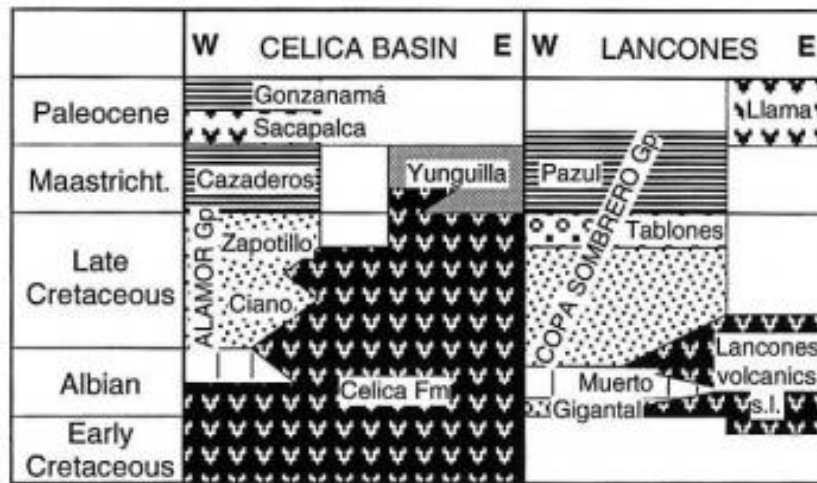 W CELICA BASIN E W LANCONES E
Paleocene
Gonzanamá
Sacapalca
Llama
Maastricht.
Cazaderos
Yunguilla
Pazul
Late
Cretaceous
ALAMOR Gp
Zapotillo
Ciano
COPA SOMBRERO Gp
Tablones
Albian
Celica Fm
Muerto
Gigantal
Lancones
volcanics
s.l.
Early
Cretaceous